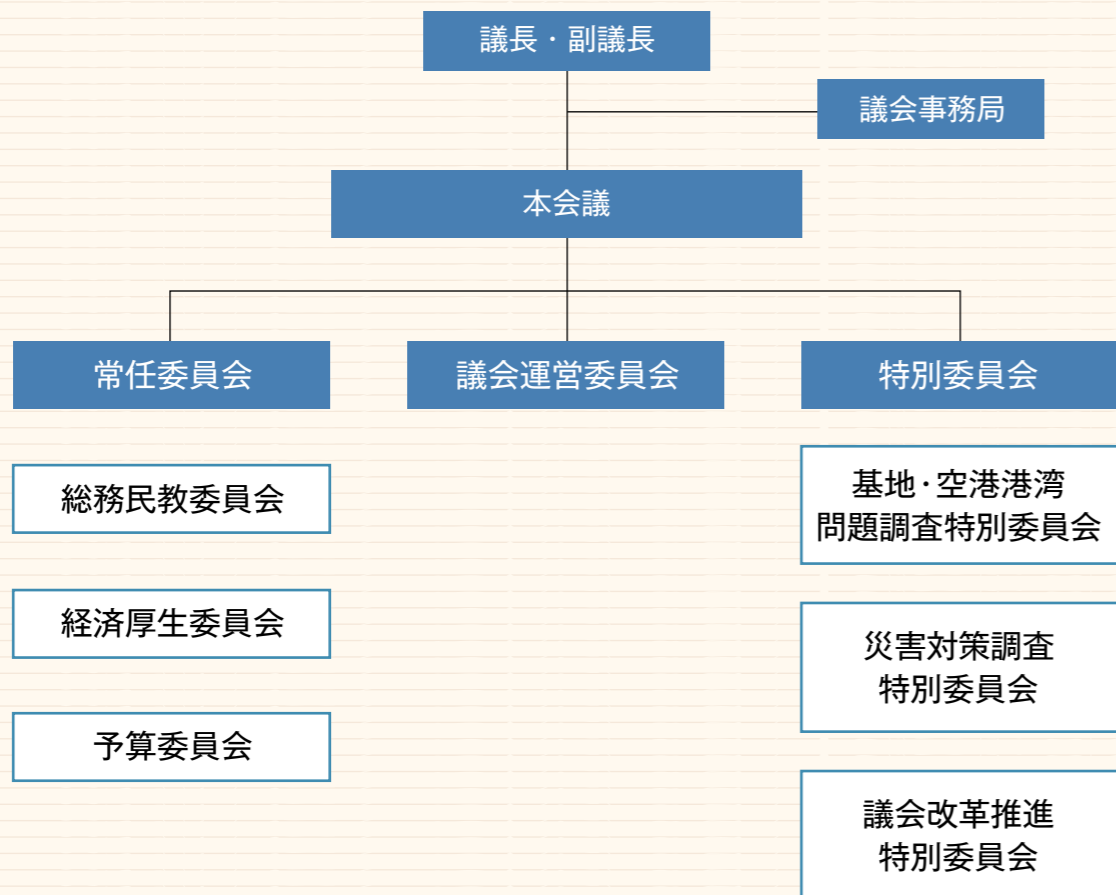 議長・副議長
議会事務局
本会議
常任委員会
議会運営委員会
特別委員会
総務民教委員会
経済厚生委員会
予算委員会
基地・空港港湾
問題調査特別委員会
災害対策調査
特別委員会
議会改革推進
特別委員会